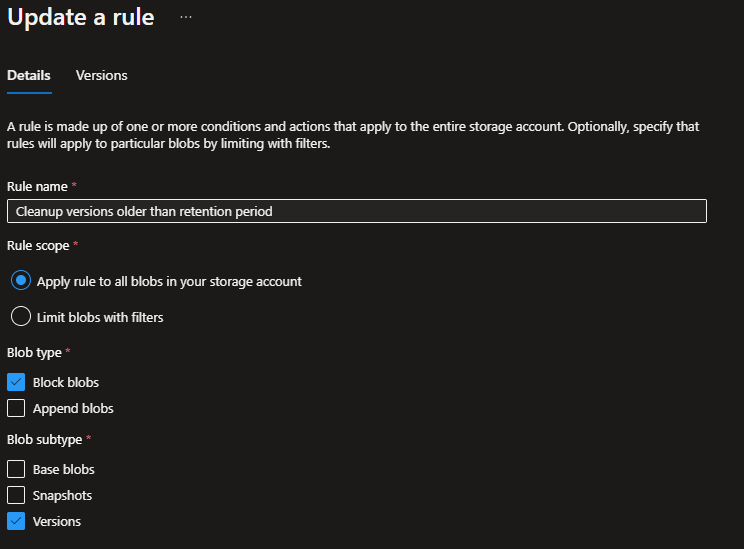 Update a rule ...
Details Versions
A rule is made up of one or more conditions and actions that apply to the entire storage account. Optionally, specify that
rules will apply to particular blobs by limiting with filters.
Rule name *
Cleanup versions older than retention period
Rule scope *
Apply rule to all blobs in your storage account
Limit blobs with filters
Blob type *
Block blobs
Append blobs
Blob subtype *
Base blobs
Snapshots
Versions